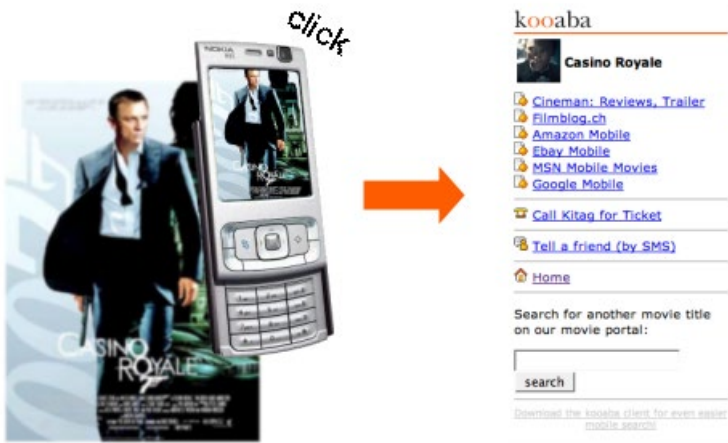 click
NOKIA
007
CASINO
ROYALE
kooaba
Casino Royale
Cineman: Reviews, Trailer
Filmblog.ch
Amazon Mobile
Ebay Mobile
MSN Mobile Movies
Google Mobile
Call Kitag for Ticket
Tell a friend (by SMS)
Home
Search for another movie title
on our movie portal:
search
Download the kooaba client for even easier
mobile search!